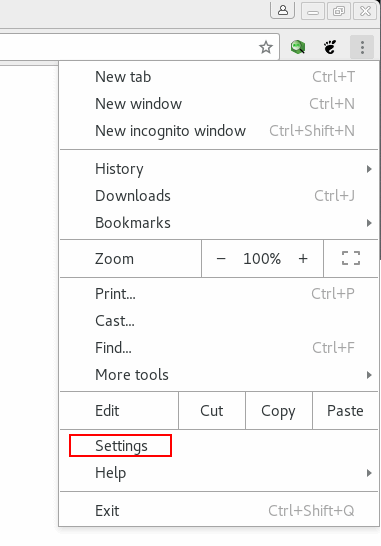 New tab Ctrl+T
New window Ctrl+N
New incognito window Ctrl+Shift+N
History
Downloads Ctrl+J
Bookmarks
Zoom − 100% +
Print... Ctrl+P
Cast...
Find... Ctrl+F
More tools
Edit Cut Copy Paste
Settings
Help
Exit Ctrl+Shift+Q